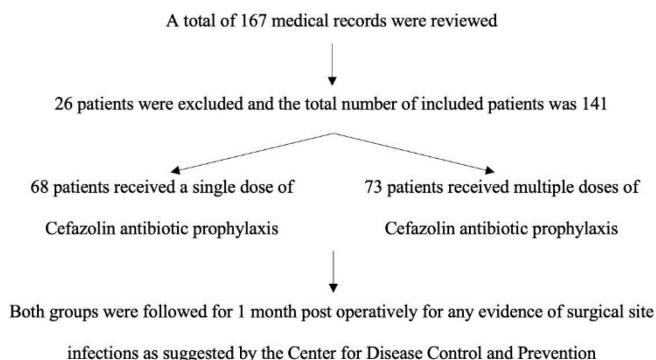 A total of 167 medical records were reviewed
26 patients were excluded and the total number of included patients was 141
68 patients received a single dose of
Cefazolin antibiotic prophylaxis
73 patients received multiple doses of
Cefazolin antibiotic prophylaxis
Both groups were followed for 1 month post operatively for any evidence of surgical site
infections as suggested by the Center for Disease Control and Prevention